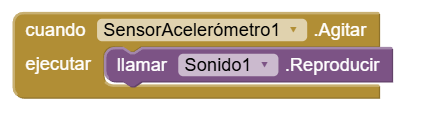 cuando SensorAcelerómetro1 .Agitar
ejecutar llamar Sonido1 .Reproducir